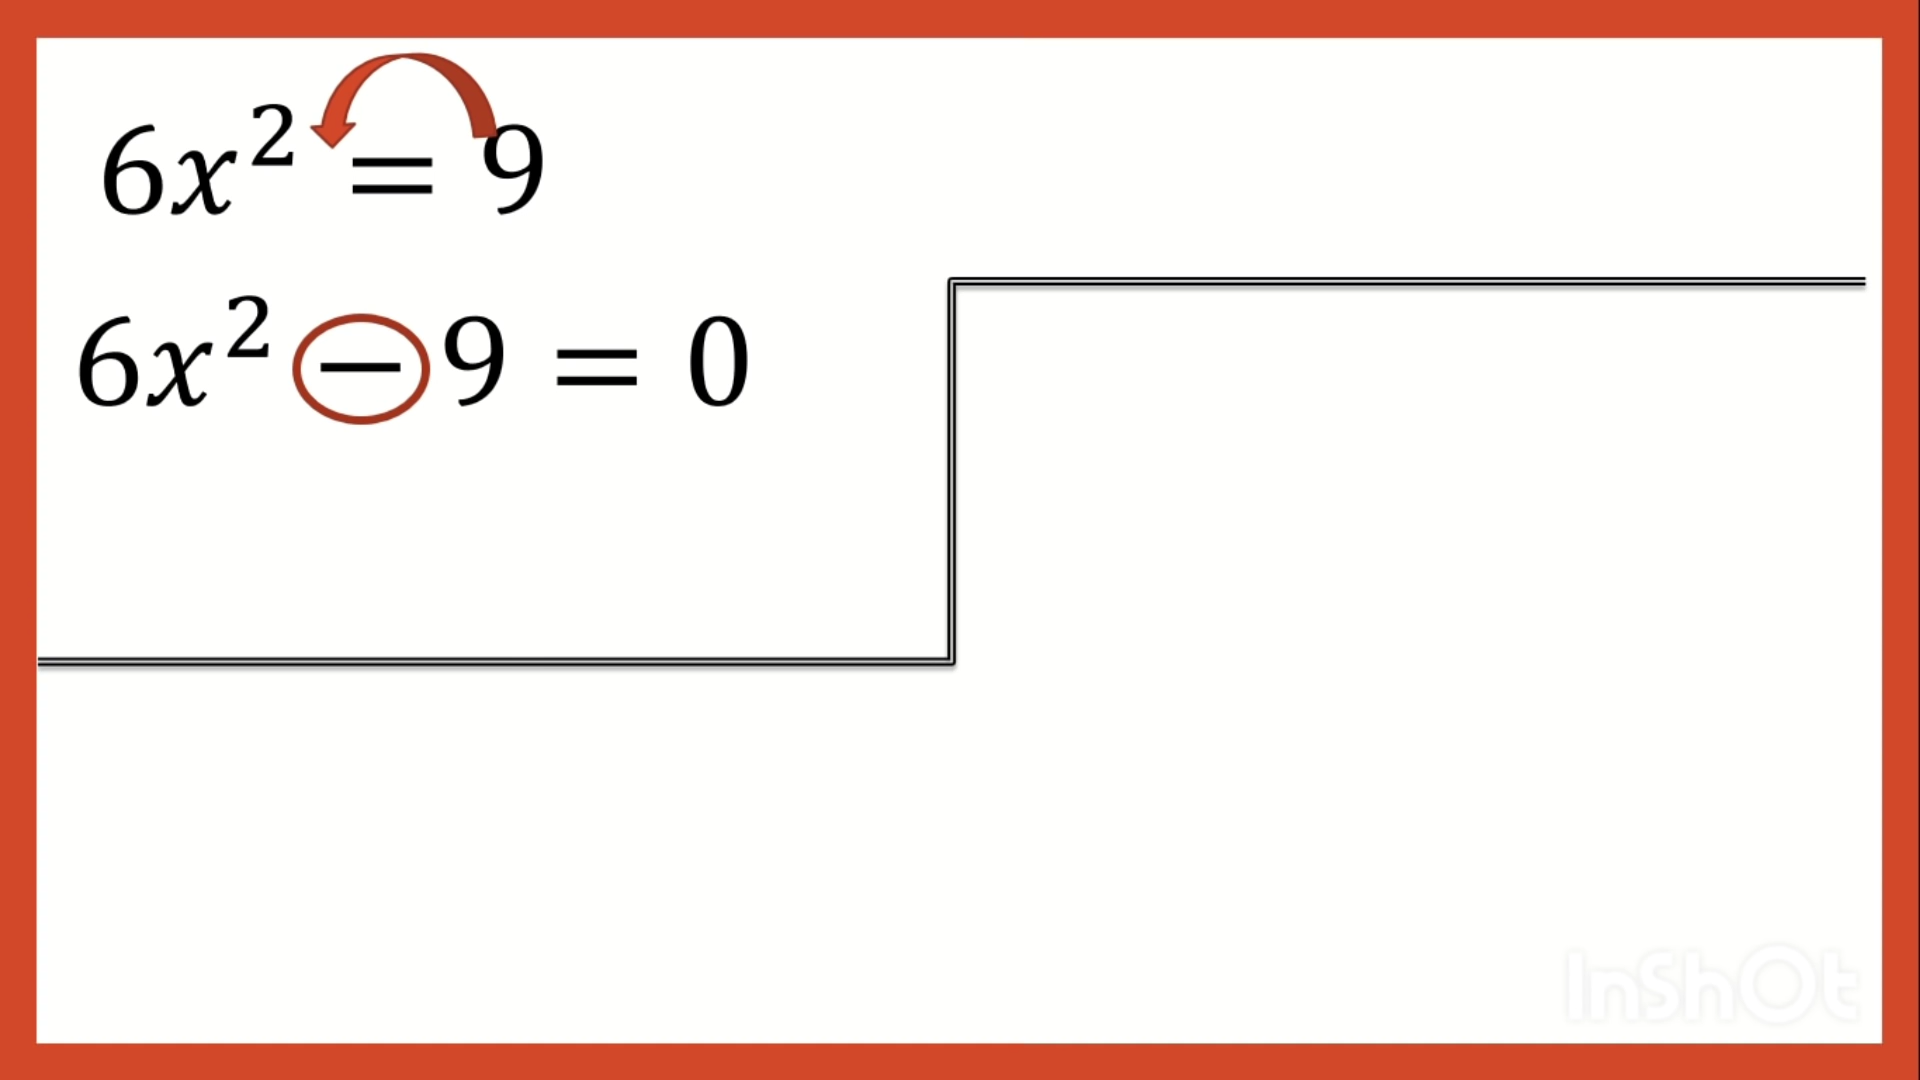 6x² = 9
6x² − 9 = 0
InShOt